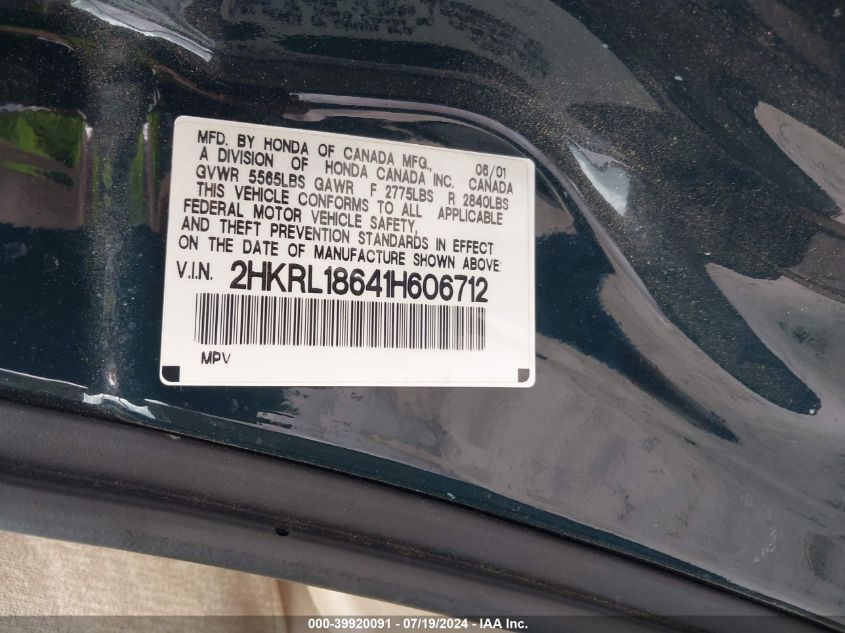 MFD. BY HONDA OF CANADA MFG., 06/01
A DIVISION OF HONDA CANADA INC. CANADA
GVWR 5565LBS GAWR F 2775LBS R 2840LBS
THIS VEHICLE CONFORMS TO ALL APPLICABLE
FEDERAL MOTOR VEHICLE SAFETY,
AND THEFT PREVENTION STANDARDS IN EFFECT
ON THE DATE OF MANUFACTURE SHOWN ABOVE
V.I.N. 2HKRL18641H606712
MPV
000-39920091 - 07/19/2024 - IAAI.com